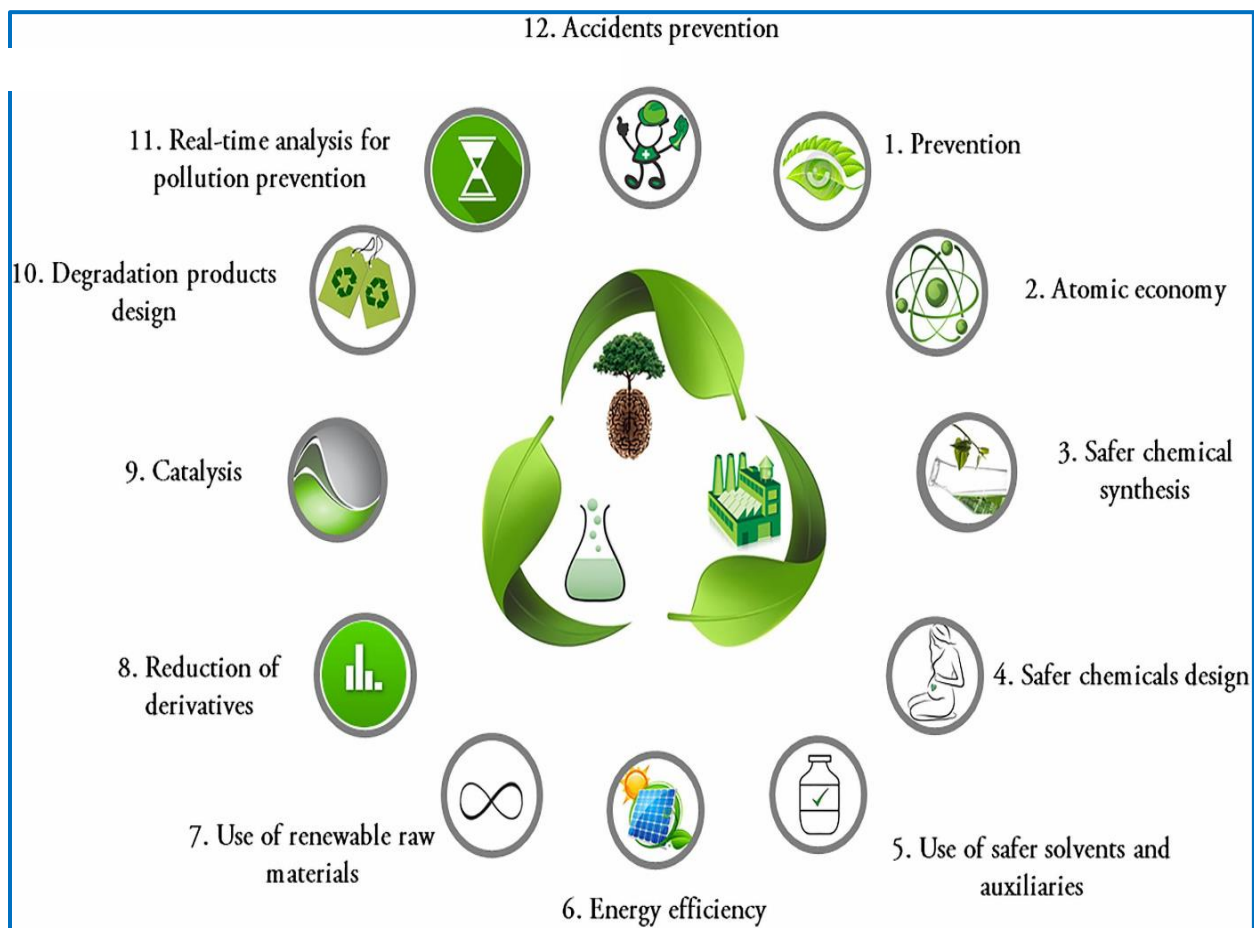 12. Accidents prevention
1. Prevention
2. Atomic economy
3. Safer chemical
synthesis
4. Safer chemicals design
5. Use of safer solvents and
auxiliaries
6. Energy efficiency
7. Use of renewable raw
materials
8. Reduction of
derivatives
9. Catalysis
10. Degradation products
design
11. Real-time analysis for
pollution prevention